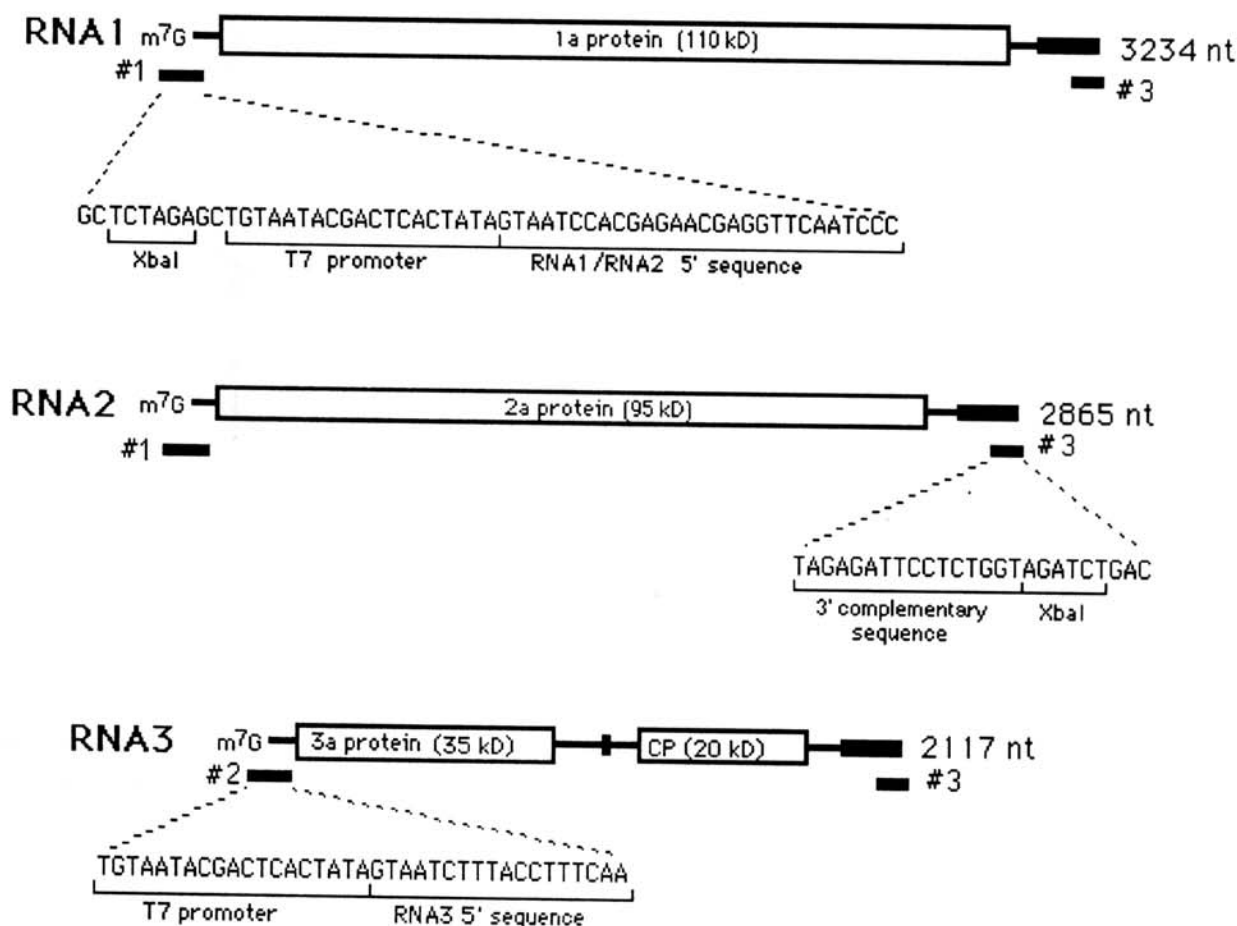 RNA1 m7G 1a protein (110 kD) 3234 nt
#1 #3
GCTCTAGAGCTGTAATACGACTCACTATAGTAATCCACGAGAACGAGGTTCAATCCC
XbaI T7 promoter RNA1/RNA2 5' sequence
RNA2 m7G 2a protein (95 kD) 2865 nt
#1 #3
TAGAGATTCCTCTGGTAGATCTGAC
3' complementary XbaI
sequence
RNA3 m7G 3a protein (35 kD) CP (20 kD) 2117 nt
#2 #3
TGTAATACGACTCACTATAGTAATCTTTACCTTTCAA
T7 promoter RNA3 5' sequence